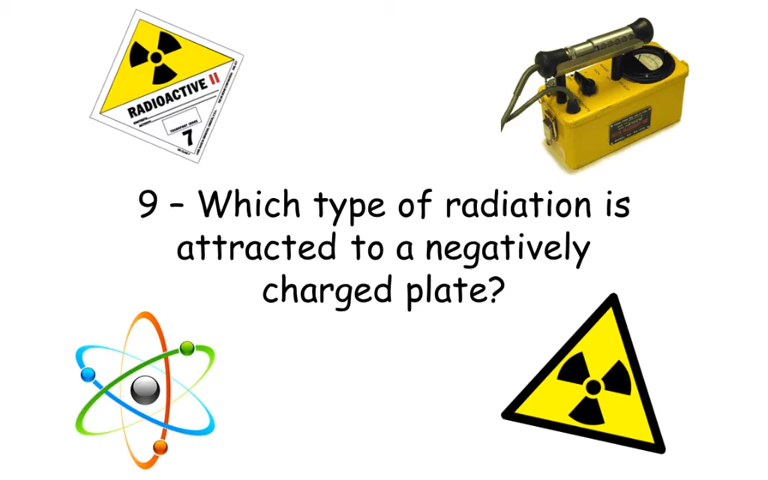 RADIOACTIVE II
7
9 – Which type of radiation is
attracted to a negatively
charged plate?